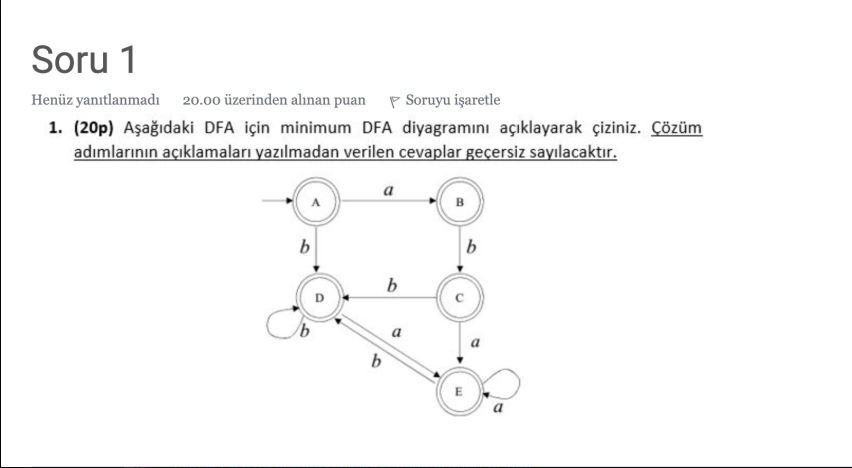 Soru 1
Henüz yanıtlanmadı 20.00 üzerinden alınan puan Soruyu işaretle
1. (20p) Aşağıdaki DFA için minimum DFA diyagramını açıklayarak çiziniz. Çözüm
adımlarının açıklamaları yazılmadan verilen cevaplar geçersiz sayılacaktır.
a
A B
b b
b
D C
b a a
b
E
a